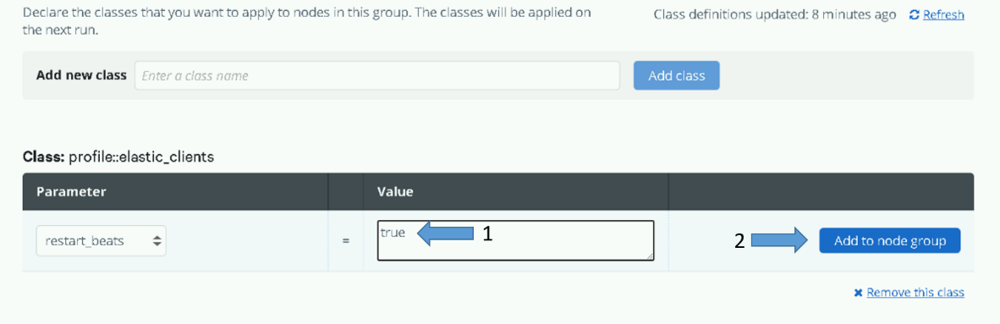 Declare the classes that you want to apply to nodes in this group. The classes will be applied on
the next run.
Class definitions updated: 8 minutes ago Refresh
Add new class Enter a class name Add class
Class: profile::elastic_clients
Parameter = Value
restart_beats = true 1 2 Add to node group
✖ Remove this class